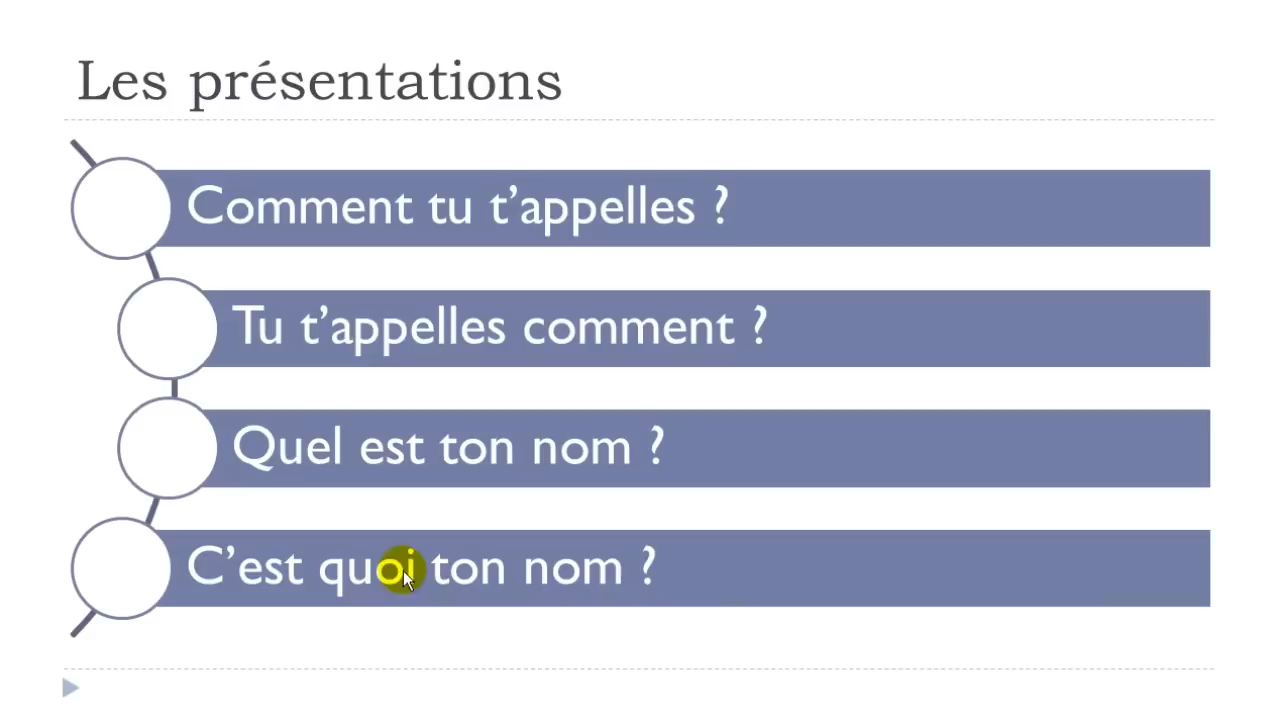 Les présentations
Comment tu t’appelles ?
Tu t’appelles comment ?
Quel est ton nom ?
C’est quoi ton nom ?